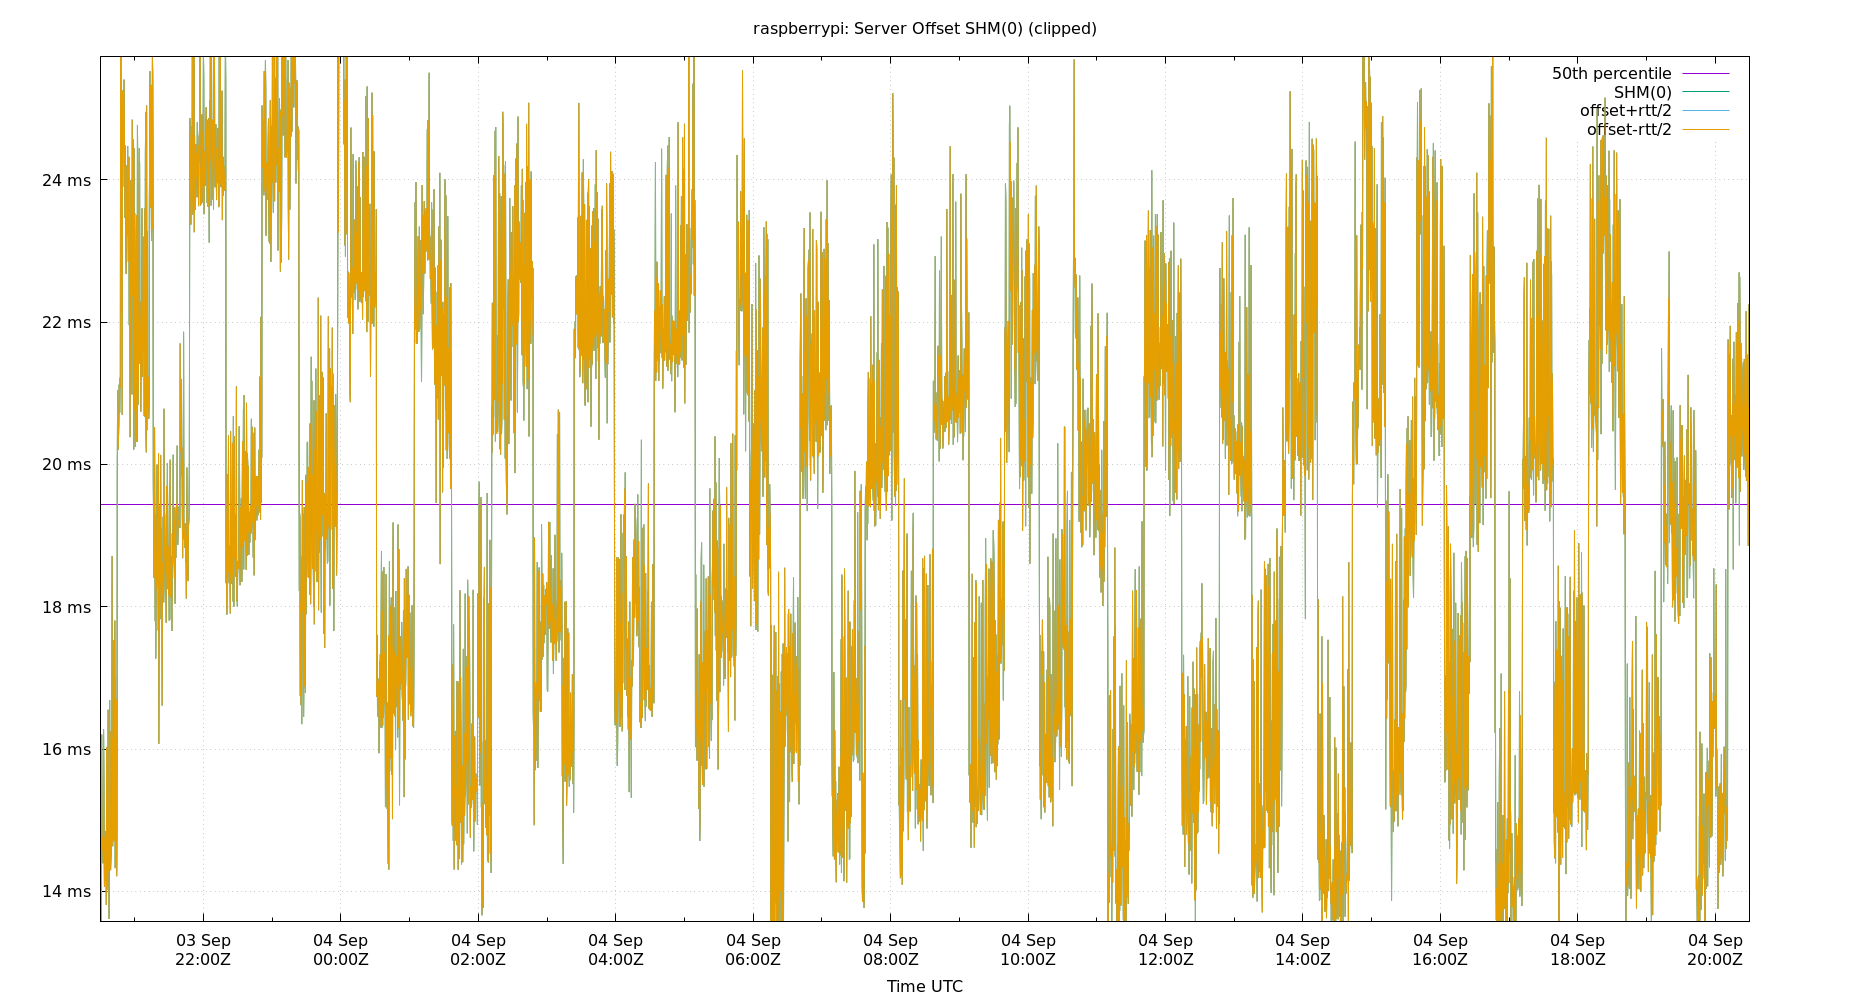 raspberrypi: Server Offset SHM(0) (clipped)
50th percentile
SHM(0)
offset+rtt/2
offset-rtt/2
24 ms
22 ms
20 ms
18 ms
16 ms
14 ms
03 Sep 04 Sep 04 Sep 04 Sep 04 Sep 04 Sep 04 Sep 04 Sep 04 Sep 04 Sep 04 Sep 04 Sep
22:00Z 00:00Z 02:00Z 04:00Z 06:00Z 08:00Z 10:00Z 12:00Z 14:00Z 16:00Z 18:00Z 20:00Z
Time UTC